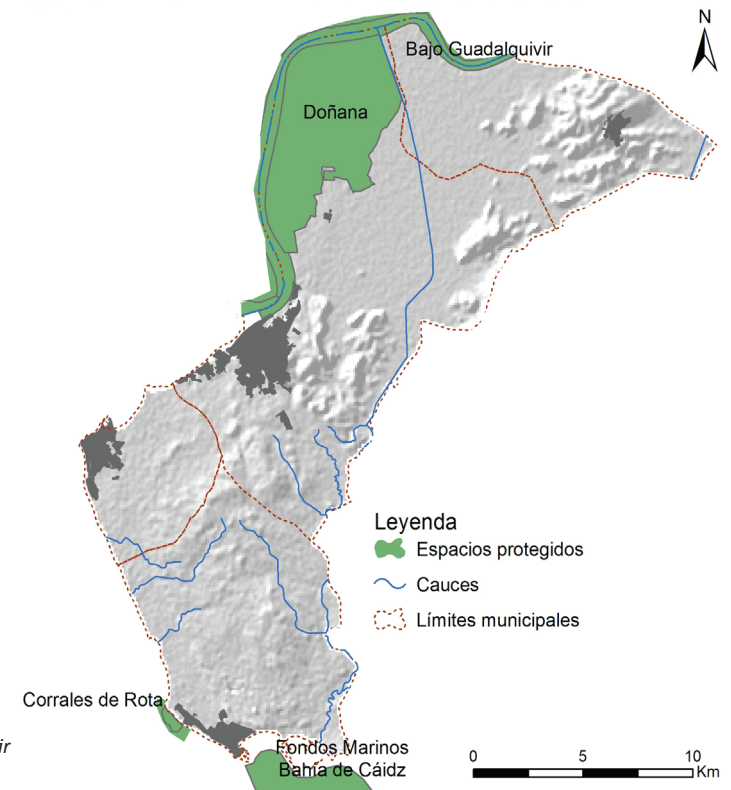 N
Bajo Guadalquivir
Doñana
Leyenda
Espacios protegidos
Cauces
Límites municipales
Corrales de Rota
ir
Fondos Marinos
Bahía de Cáidz
0 5 10
Km